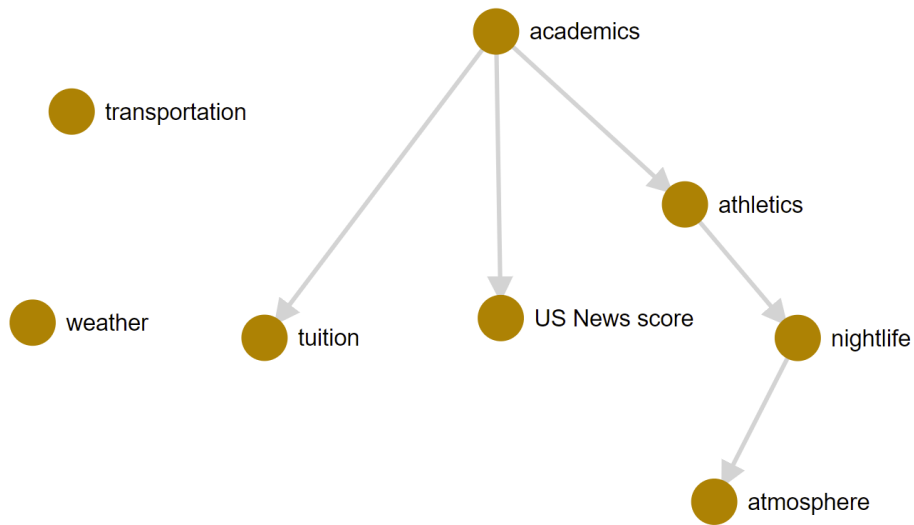 academics
transportation
athletics
weather
tuition
US News score
nightlife
atmosphere